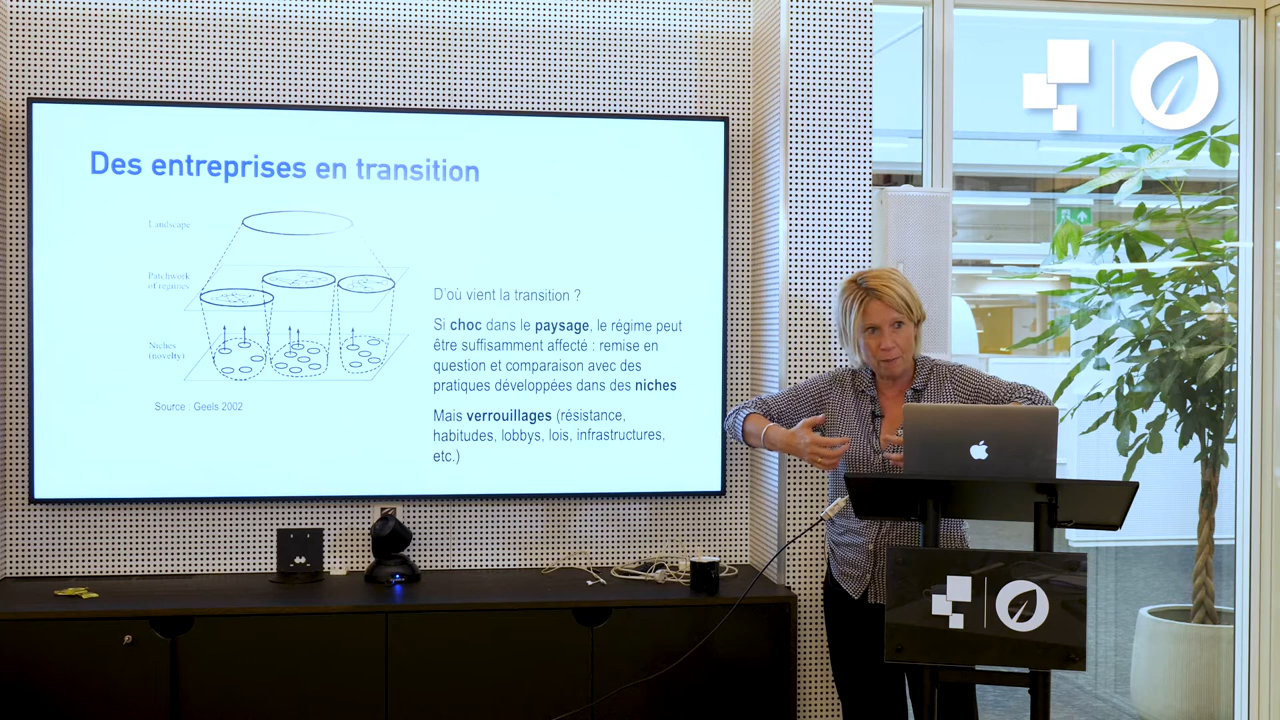 Des entreprises en transition
Landscape
Patchwork
of regimes
Niches
(novelty)
Source : Geels 2002
D'où vient la transition ?
Si choc dans le paysage, le régime peut
être suffisamment affecté : remise en
question et comparaison avec des
pratiques développées dans des niches
Mais verrouillages (résistance,
habitudes, lobbys, lois, infrastructures,
etc.)